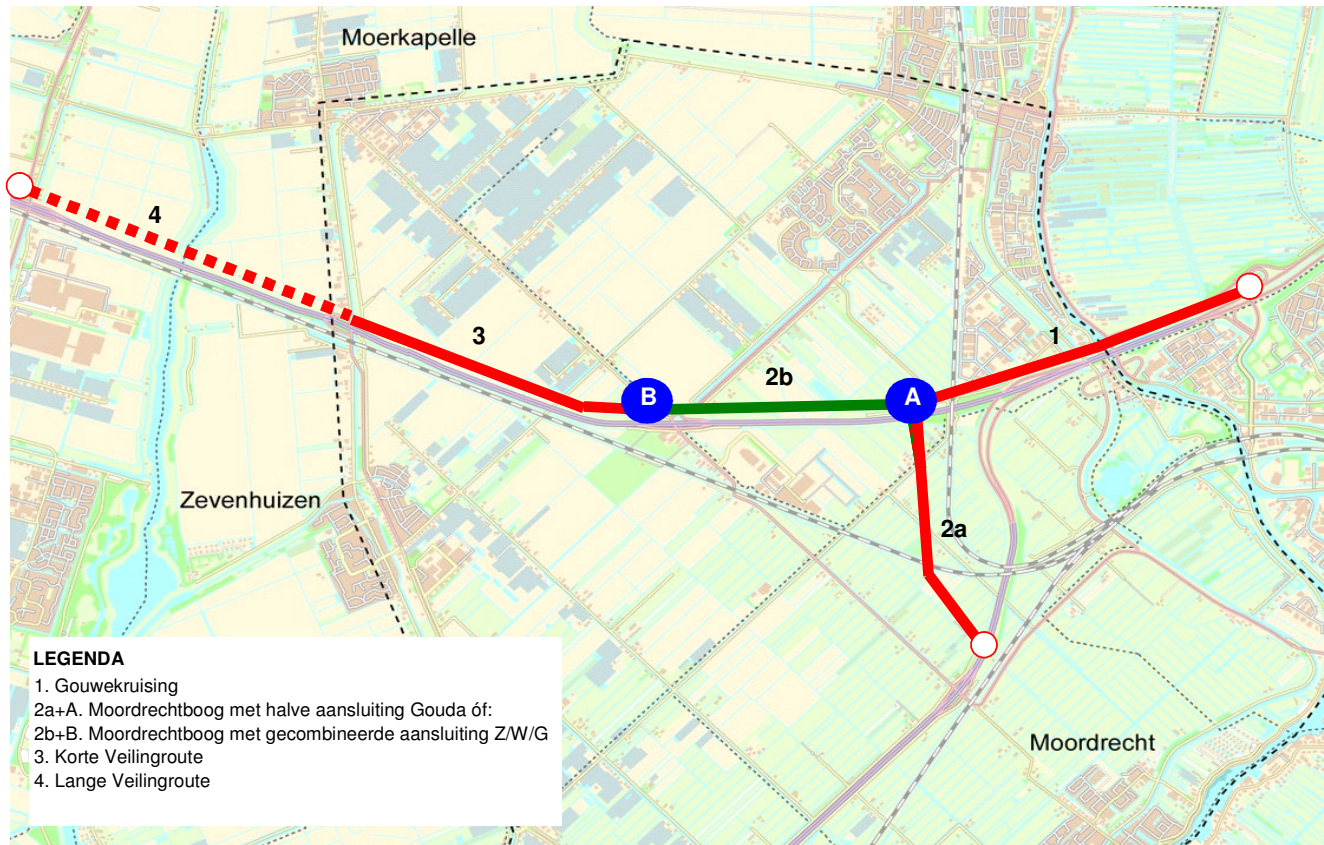 Moerkapelle
4
3
1
2b
B
A
Zevenhuizen
2a
LEGENDA
1. Gouwekruising
2a+A. Moordrechtboog met halve aansluiting Gouda óf:
2b+B. Moordrechtboog met gecombineerde aansluiting Z/W/G
3. Korte Veilingroute
4. Lange Veilingroute
Moordrecht